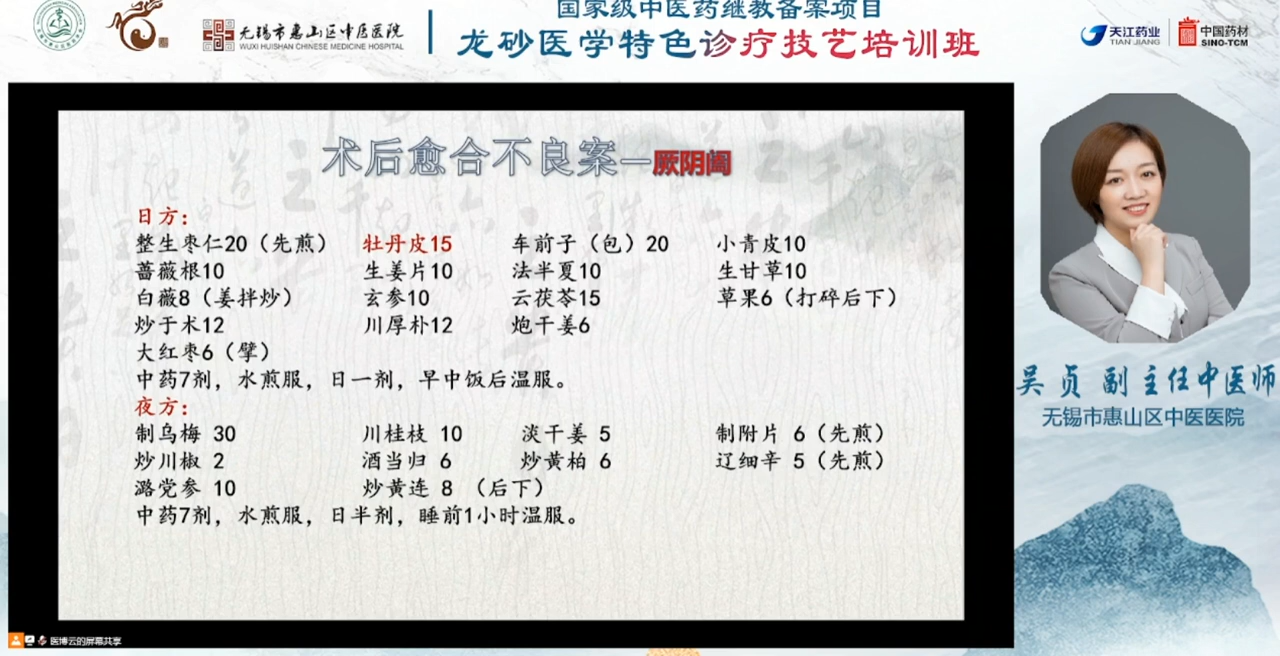 国家级中医药继教备案项目
龙砂医学特色诊疗技艺培训班
无锡市惠山区中医医院
WUXI HUISHAN CHINESE MEDICINE HOSPITAL
天江药业
TIAN JIANG
中国药材
SINO-TCM
术后愈合不良案—厥阴阖
日方：
整生枣仁20（先煎） 牡丹皮15 车前子（包）20 小青皮10
蔷薇根10 生姜片10 法半夏10 生甘草10
白薇8（姜拌炒） 玄参10 云茯苓15 草果6（打碎后下）
炒于术12 川厚朴12 炮干姜6
大红枣6（擘）
中药7剂，水煎服，日一剂，早中饭后温服。
夜方：
制乌梅 30 川桂枝 10 淡干姜 5 制附片 6（先煎）
炒川椒 2 酒当归 6 炒黄柏 6 辽细辛 5（先煎）
潞党参 10 炒黄连 8 （后下）
中药7剂，水煎服，日半剂，睡前1小时温服。
吴贞 副主任中医师
无锡市惠山区中医医院
医博云的屏幕共享